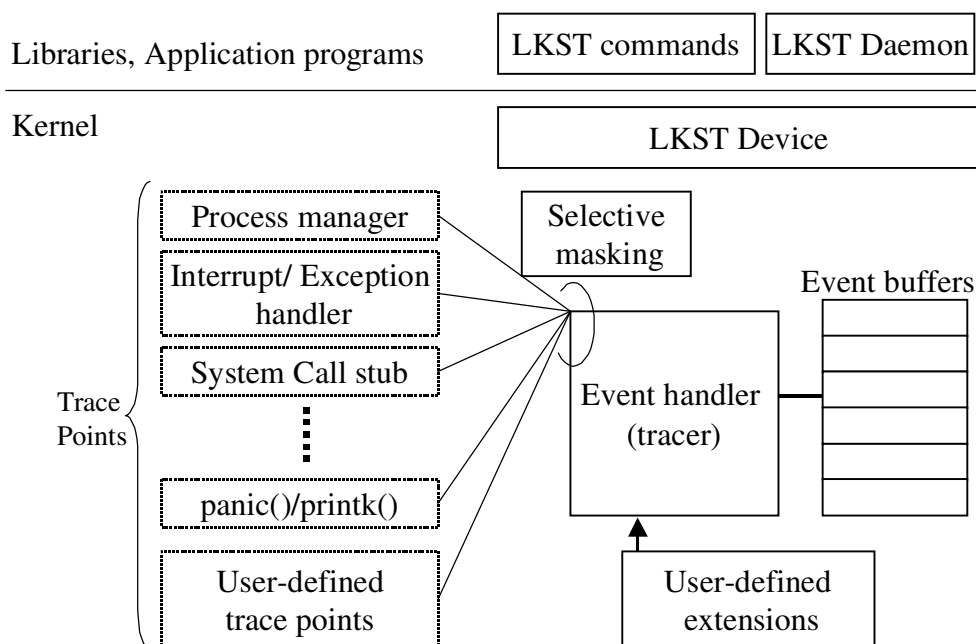 Libraries, Application programs
LKST commands
LKST Daemon
Kernel
LKST Device
Process manager
Selective
masking
Interrupt/ Exception
handler
Event buffers
System Call stub
Trace
Points
Event handler
(tracer)
panic()/printk()
User-defined
trace points
User-defined
extensions